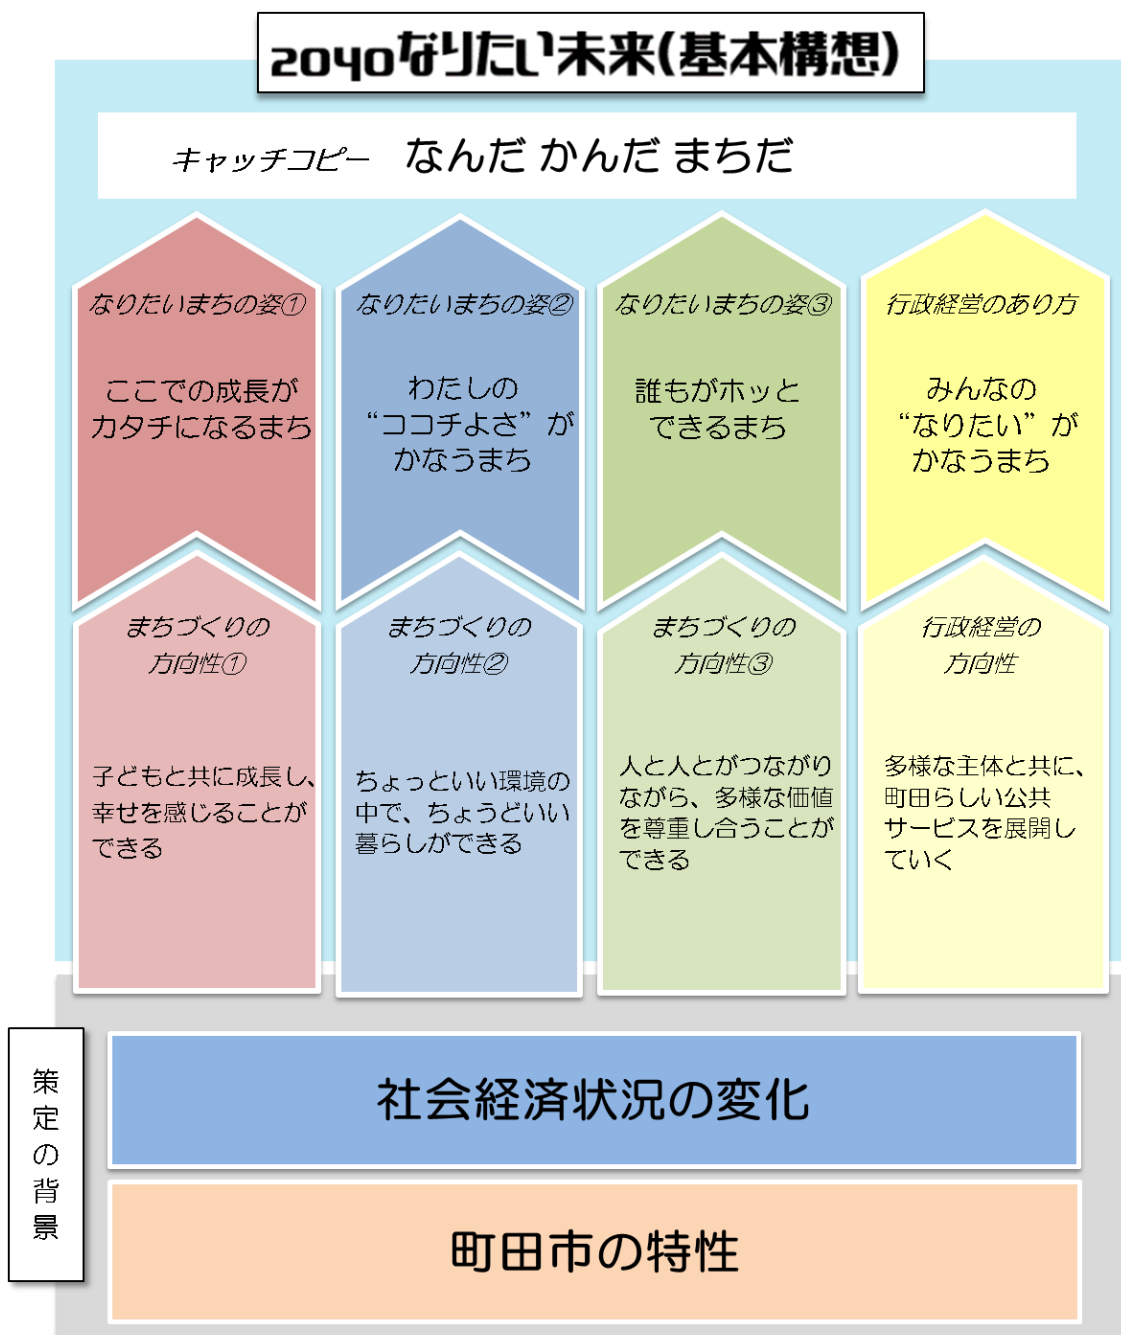 2040なりたい未来(基本構想)
キャッチコピー なんだ かんだ まちだ
なりたいまちの姿①
ここでの成長が
カタチになるまち
なりたいまちの姿②
わたしの
“ココチよさ”が
かなうまち
なりたいまちの姿③
誰もがホッと
できるまち
行政経営のあり方
みんなの
“なりたい”が
かなうまち
まちづくりの
方向性①
子どもと共に成長し、
幸せを感じることが
できる
まちづくりの
方向性②
ちょっといい環境の
中で、ちょうどいい
暮らしができる
まちづくりの
方向性③
人と人とがつながり
ながら、多様な価値
を尊重し合うことが
できる
行政経営の
方向性
多様な主体と共に、
町田らしい公共
サービスを展開し
ていく
策定の背景
社会経済状況の変化
町田市の特性